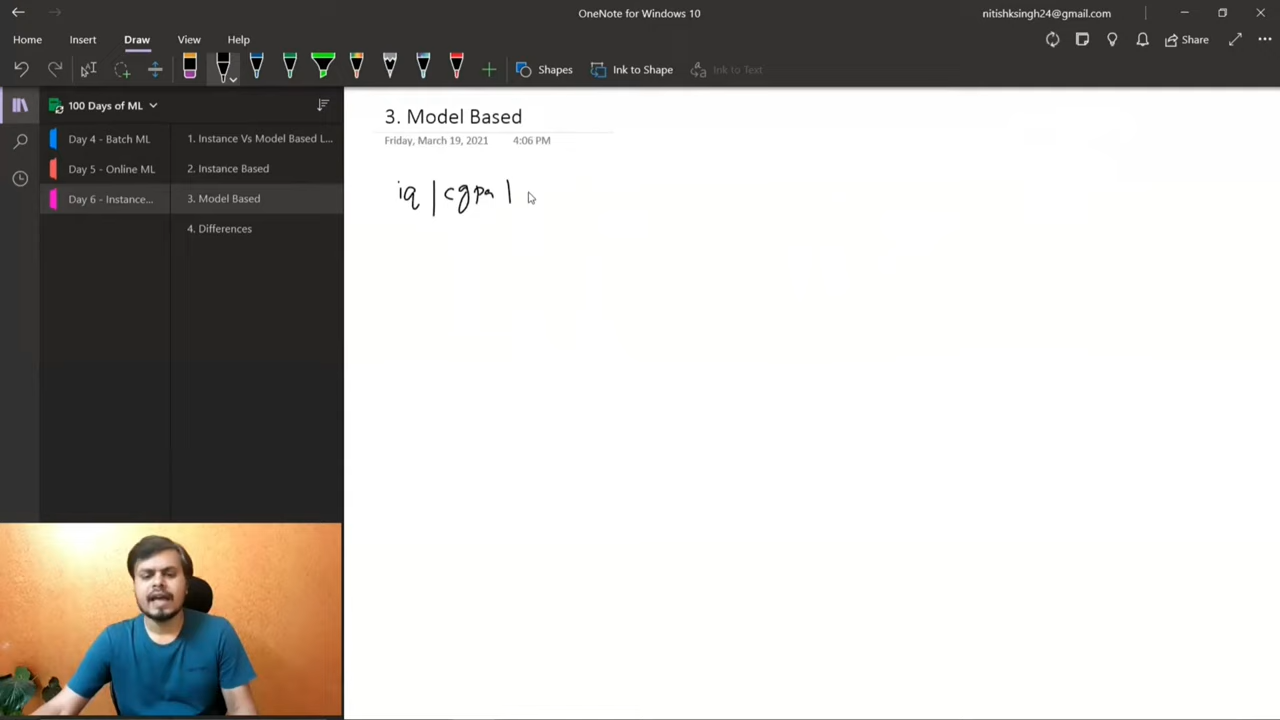 OneNote for Windows 10
nitishksingh24@gmail.com
Home Insert Draw View Help
Share
Shapes Ink to Shape Ink to Text
100 Days of ML
Day 4 - Batch ML
Day 5 - Online ML
Day 6 - Instance...
1. Instance Vs Model Based L...
2. Instance Based
3. Model Based
4. Differences
3. Model Based
Friday, March 19, 2021 4:06 PM
iq | cgpa |